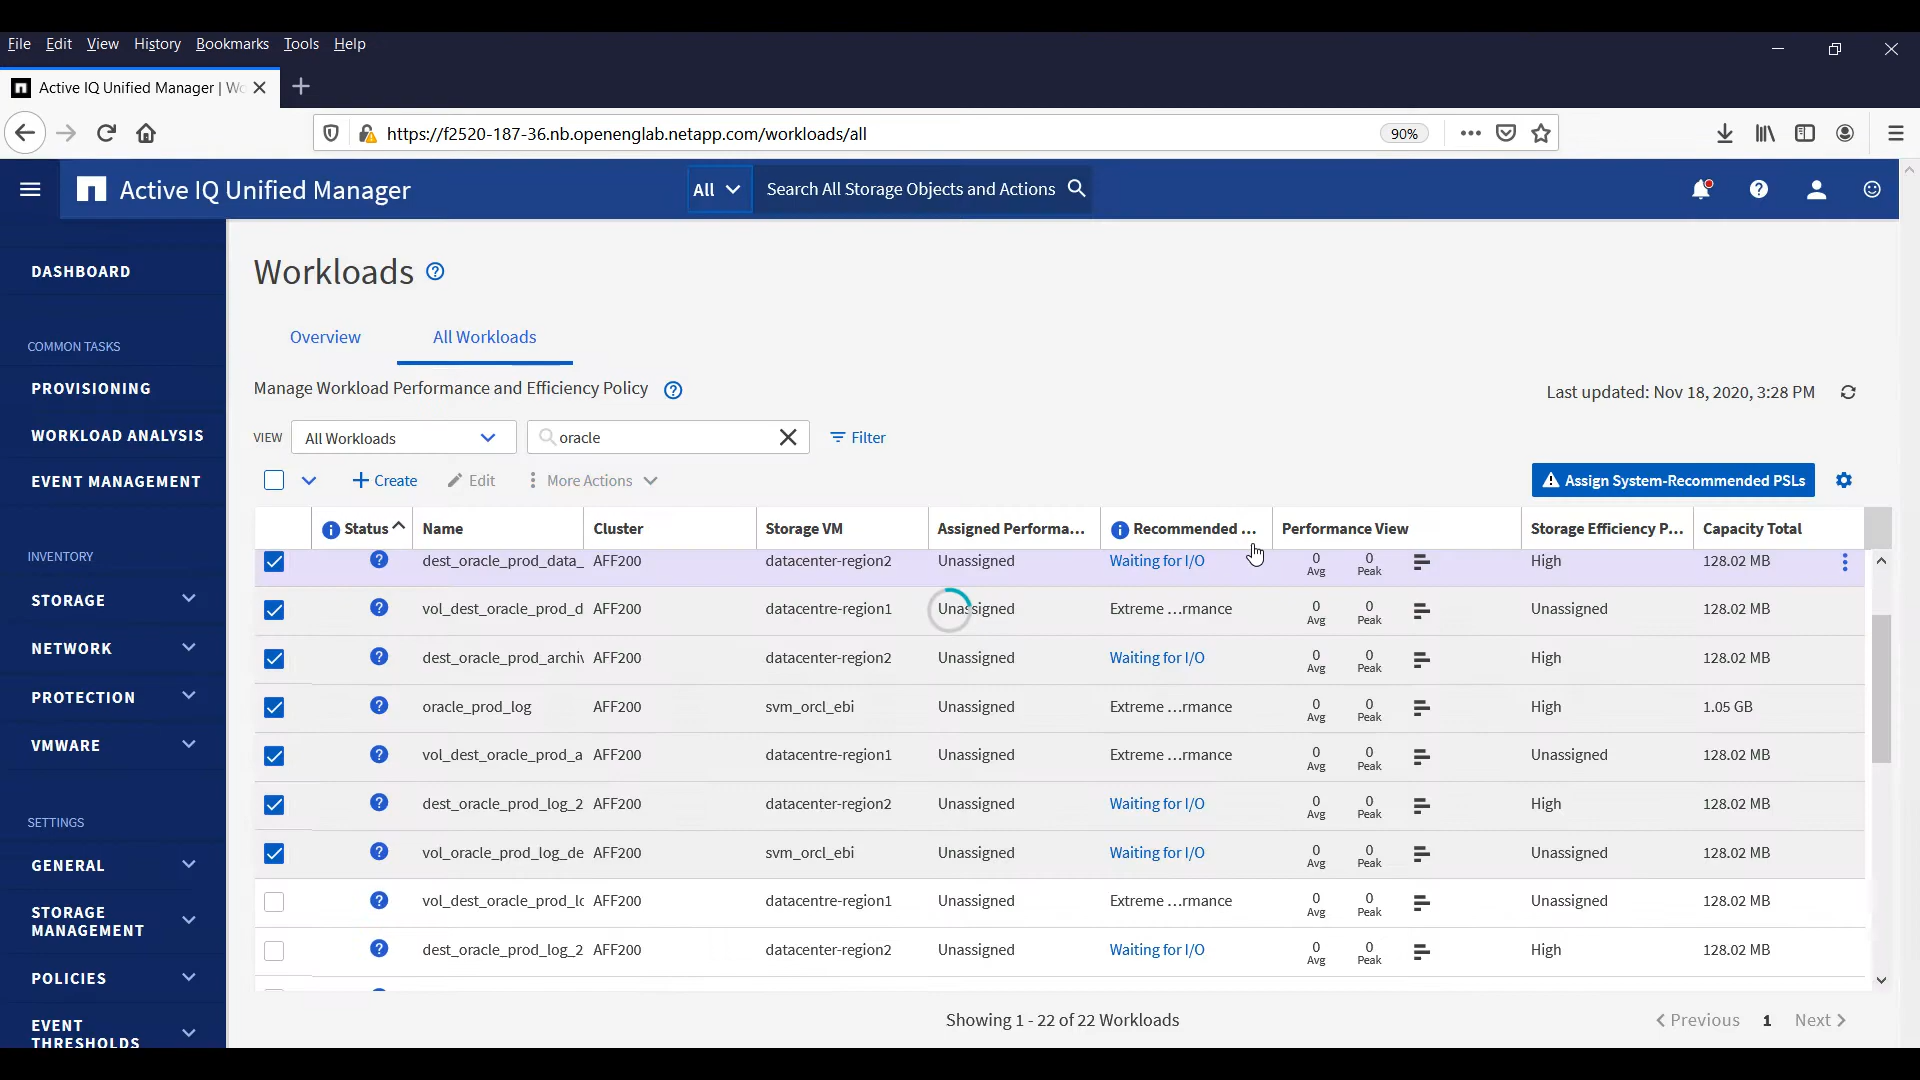 File Edit View History Bookmarks Tools Help
Active IQ Unified Manager | Wo
https://f2520-187-36.nb.openenglab.netapp.com/workloads/all 90%
Active IQ Unified Manager All Search All Storage Objects and Actions
DASHBOARD
COMMON TASKS
PROVISIONING
WORKLOAD ANALYSIS
EVENT MANAGEMENT
INVENTORY
STORAGE
NETWORK
PROTECTION
VMWARE
SETTINGS
GENERAL
STORAGE
MANAGEMENT
POLICIES
EVENT
THRESHOLDS
Workloads
Overview All Workloads
Manage Workload Performance and Efficiency Policy Last updated: Nov 18, 2020, 3:28 PM
VIEW All Workloads oracle Filter
Create Edit More Actions Assign System-Recommended PSLs
Status Name Cluster Storage VM Assigned Performa... Recommended ... Performance View Storage Efficiency P... Capacity Total
dest_oracle_prod_data_ AFF200 datacenter-region2 Unassigned Waiting for I/O 0 Avg 0 Peak High 128.02 MB
vol_dest_oracle_prod_d AFF200 datacentre-region1 Unassigned Extreme ...rmance 0 Avg 0 Peak Unassigned 128.02 MB
dest_oracle_prod_archiv AFF200 datacenter-region2 Unassigned Waiting for I/O 0 Avg 0 Peak High 128.02 MB
oracle_prod_log AFF200 svm_orcl_ebi Unassigned Extreme ...rmance 0 Avg 0 Peak High 1.05 GB
vol_dest_oracle_prod_a AFF200 datacentre-region1 Unassigned Extreme ...rmance 0 Avg 0 Peak Unassigned 128.02 MB
dest_oracle_prod_log_2 AFF200 datacenter-region2 Unassigned Waiting for I/O 0 Avg 0 Peak High 128.02 MB
vol_oracle_prod_log_de AFF200 svm_orcl_ebi Unassigned Waiting for I/O 0 Avg 0 Peak Unassigned 128.02 MB
vol_dest_oracle_prod_lo AFF200 datacentre-region1 Unassigned Extreme ...rmance 0 Avg 0 Peak Unassigned 128.02 MB
dest_oracle_prod_log_2 AFF200 datacenter-region2 Unassigned Waiting for I/O 0 Avg 0 Peak High 128.02 MB
Showing 1 - 22 of 22 Workloads Previous 1 Next